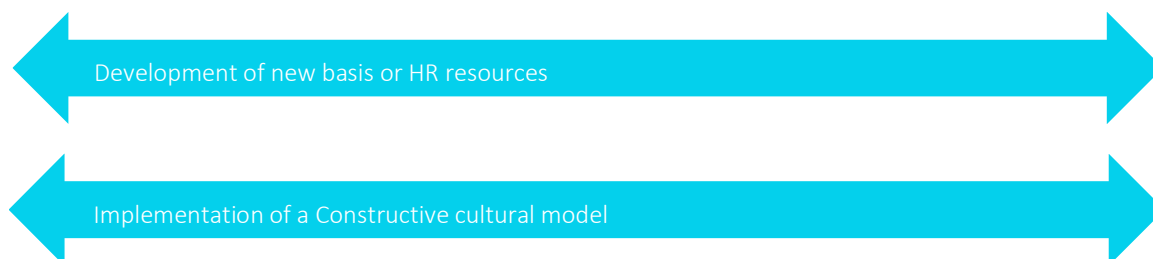 Development of new basis or HR resources
Implementation of a Constructive cultural model